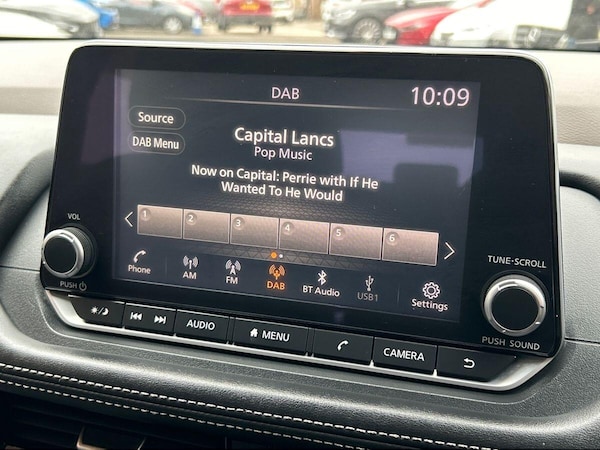 DAB
10:09
Source
DAB Menu
Capital Lancs
Pop Music
Now on Capital: Perrie with If He
Wanted To He Would
1 2 3 4 5 6
Phone AM FM DAB BT Audio USB1 Settings
VOL
PUSH
TUNE·SCROLL
PUSH SOUND
AUDIO MENU CAMERA